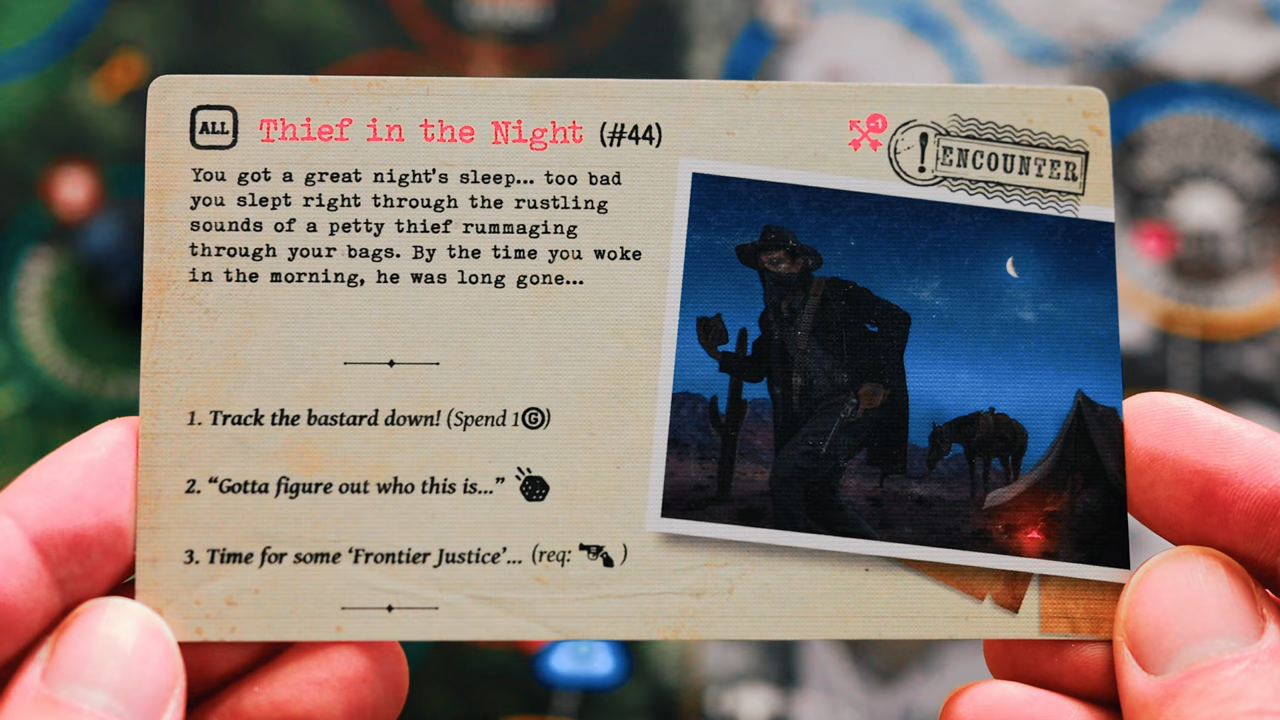 ALL Thief in the Night (#44)
-1
! ENCOUNTER
You got a great night's sleep... too bad
you slept right through the rustling
sounds of a petty thief rummaging
through your bags. By the time you woke
in the morning, he was long gone...
1. Track the bastard down! (Spend 1 G)
2. “Gotta figure out who this is...”
3. Time for some ‘Frontier Justice’... (req: )